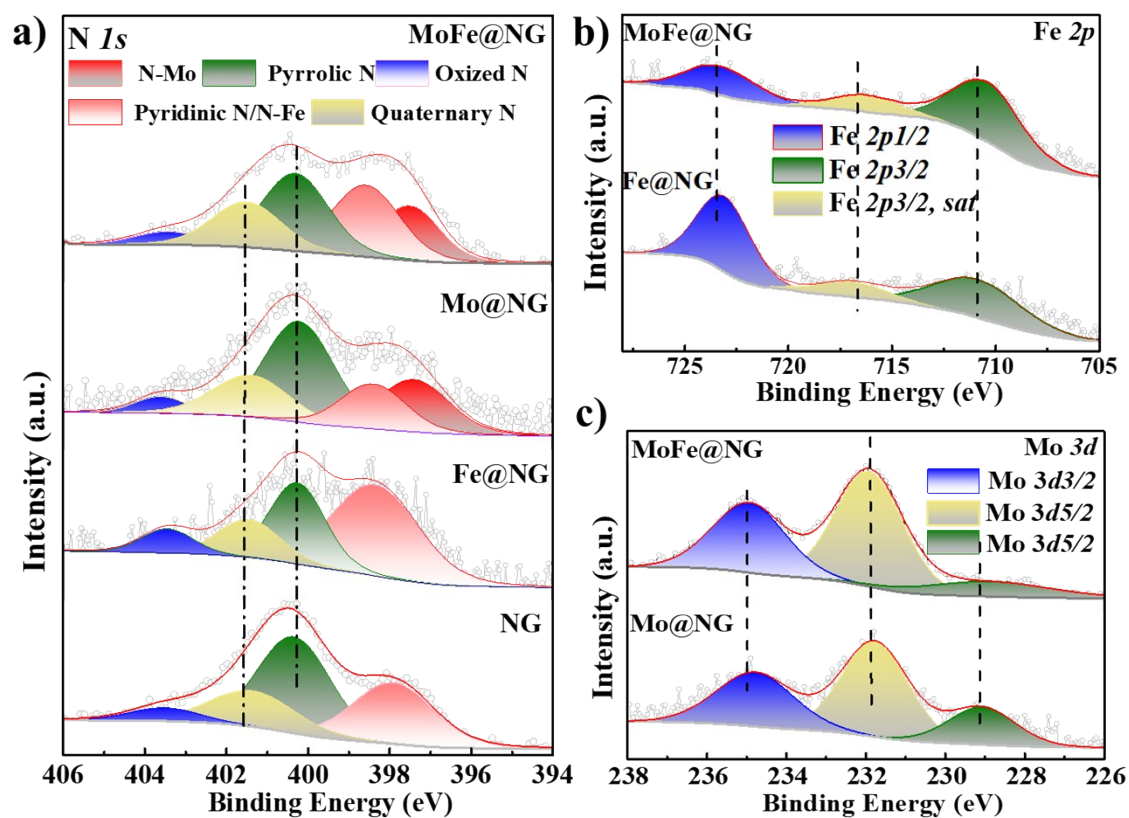 a)
N 1s
MoFe@NG
N-Mo
Pyrrolic N
Oxized N
Pyridinic N/N-Fe
Quaternary N
Mo@NG
Fe@NG
NG
Intensity (a.u.)
406 404 402 400 398 396 394
Binding Energy (eV)
b)
MoFe@NG
Fe 2p
Fe 2p1/2
Fe 2p3/2
Fe 2p3/2, sat
Fe@NG
Intensity (a.u.)
725 720 715 710 705
Binding Energy (eV)
c)
MoFe@NG
Mo 3d
Mo 3d3/2
Mo 3d5/2
Mo 3d5/2
Mo@NG
Intensity (a.u.)
238 236 234 232 230 228 226
Binding Energy (eV)